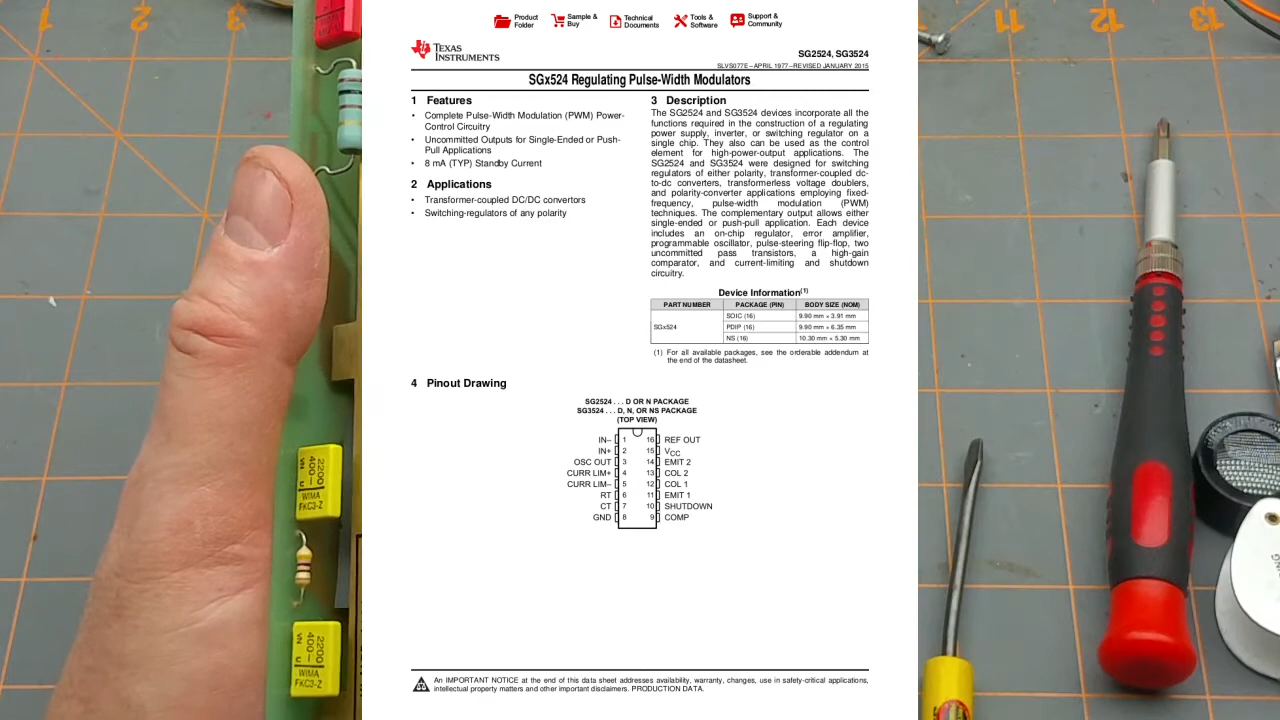 Product
Folder
Sample &
Buy
Technical
Documents
Tools &
Software
Support &
Community
TEXAS
INSTRUMENTS
SG2524, SG3524
SLVS077E – APRIL 1977 – REVISED JANUARY 2015
SGx524 Regulating Pulse-Width Modulators
1 Features
• Complete Pulse-Width Modulation (PWM) Power-
Control Circuitry
• Uncommitted Outputs for Single-Ended or Push-
Pull Applications
• 8 mA (TYP) Standby Current
2 Applications
• Transformer-coupled DC/DC convertors
• Switching-regulators of any polarity
3 Description
The SG2524 and SG3524 devices incorporate all the
functions required in the construction of a regulating
power supply, inverter, or switching regulator on a
single chip. They also can be used as the control
element for high-power-output applications. The
SG2524 and SG3524 were designed for switching
regulators of either polarity, transformer-coupled dc-
to-dc converters, transformerless voltage doublers,
and polarity-converter applications employing fixed-
frequency, pulse-width modulation (PWM)
techniques. The complementary output allows either
single-ended or push-pull application. Each device
includes an on-chip regulator, error amplifier,
programmable oscillator, pulse-steering flip-flop, two
uncommitted pass transistors, a high-gain
comparator, and current-limiting and shutdown
circuitry.
Device Information(1)
PART NUMBER PACKAGE (PIN) BODY SIZE (NOM)
SOIC (16) 9.90 mm × 3.91 mm
SGx524 PDIP (16) 9.90 mm × 6.35 mm
NS (16) 10.30 mm × 5.30 mm
(1) For all available packages, see the orderable addendum at
the end of the datasheet.
4 Pinout Drawing
SG2524 . . . D OR N PACKAGE
SG3524 . . . D, N, OR NS PACKAGE
(TOP VIEW)
IN– 1 16 REF OUT
IN+ 2 15 VCC
OSC OUT 3 14 EMIT 2
CURR LIM+ 4 13 COL 2
CURR LIM– 5 12 COL 1
RT 6 11 EMIT 1
CT 7 10 SHUTDOWN
GND 8 9 COMP
An IMPORTANT NOTICE at the end of this data sheet addresses availability, warranty, changes, use in safety-critical applications,
intellectual property matters and other important disclaimers. PRODUCTION DATA.
2
3
11
12
13
2200
400–
VN
WIMA
FKC3-Z
2200
400–
VN
WIMA
FKC3-Z